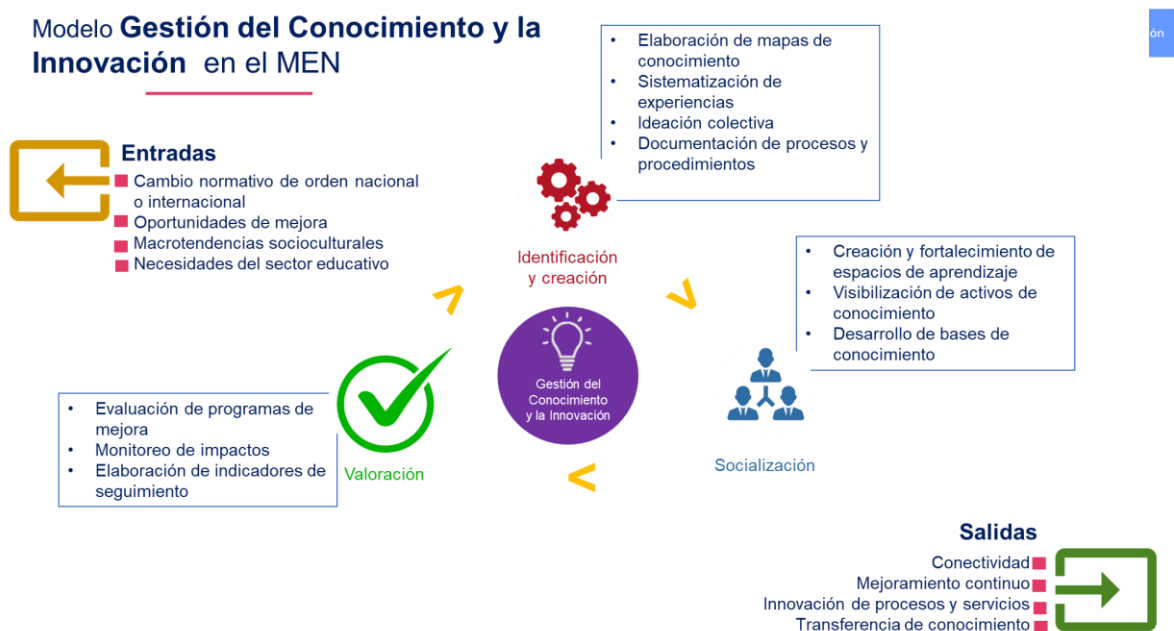 Modelo Gestión del Conocimiento y la
Innovación en el MEN
ón
• Elaboración de mapas de
conocimiento
• Sistematización de
experiencias
• Ideación colectiva
• Documentación de procesos y
procedimientos
Entradas
Cambio normativo de orden nacional
o internacional
Oportunidades de mejora
Macrotendencias socioculturales
Necesidades del sector educativo
Identificación
y creación
• Creación y fortalecimiento de
espacios de aprendizaje
• Visibilización de activos de
conocimiento
• Desarrollo de bases de
conocimiento
Gestión del
Conocimiento
y la Innovación
• Evaluación de programas de
mejora
• Monitoreo de impactos
• Elaboración de indicadores de
seguimiento
Valoración
Socialización
Salidas
Conectividad
Mejoramiento continuo
Innovación de procesos y servicios
Transferencia de conocimiento